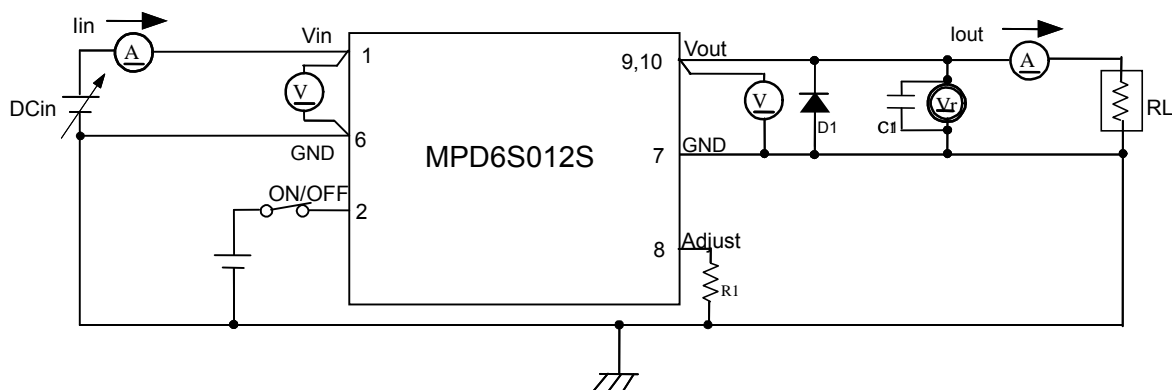 Iin
A
Vin
1
DCin
V
6
GND
ON/OFF
2
MPD6S012S
9,10
Vout
Iout
A
V
D1
C1
Vr
RL
7
GND
8
Adjust
R1